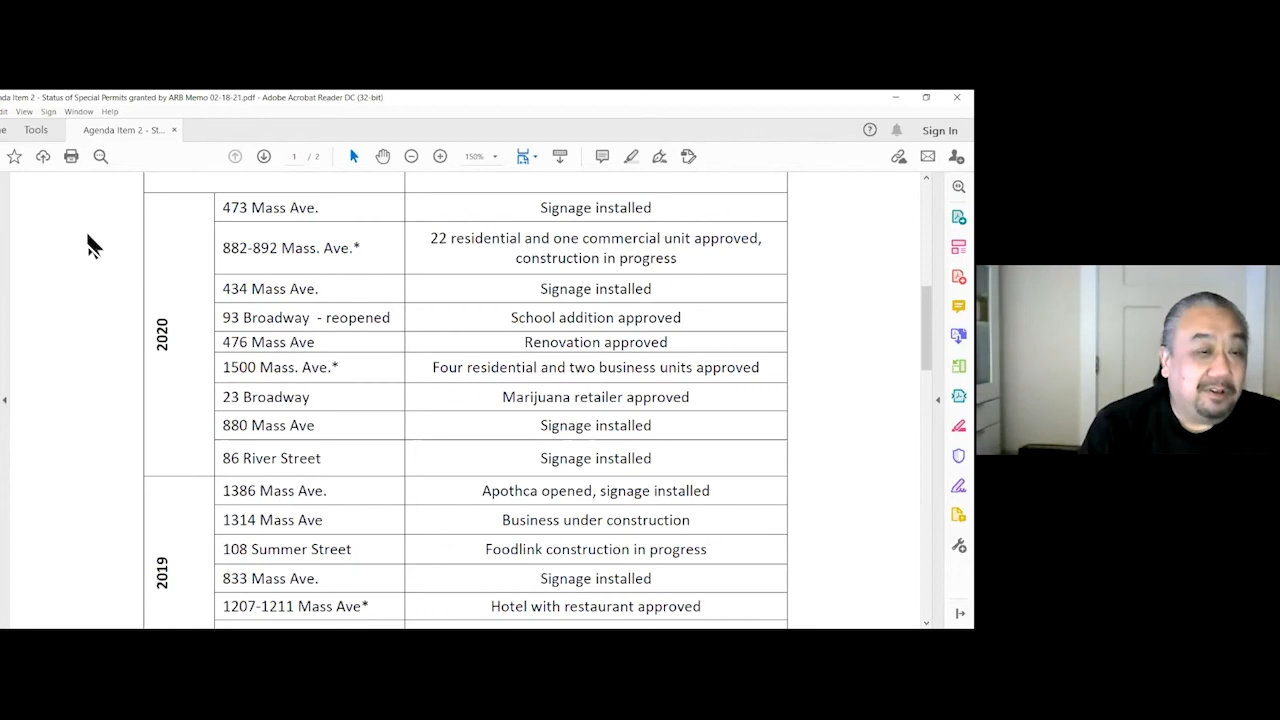 nda Item 2 - Status of Special Permits granted by ARB Memo 02-18-21.pdf - Adobe Acrobat Reader DC (32-bit)
dit View Sign Window Help
ne Tools Agenda Item 2 - St... × Sign In
1 / 2 150%
2020
473 Mass Ave. Signage installed
882-892 Mass. Ave.* 22 residential and one commercial unit approved,
construction in progress
434 Mass Ave. Signage installed
93 Broadway - reopened School addition approved
476 Mass Ave Renovation approved
1500 Mass. Ave.* Four residential and two business units approved
23 Broadway Marijuana retailer approved
880 Mass Ave Signage installed
86 River Street Signage installed
2019
1386 Mass Ave. Apothca opened, signage installed
1314 Mass Ave Business under construction
108 Summer Street Foodlink construction in progress
833 Mass Ave. Signage installed
1207-1211 Mass Ave* Hotel with restaurant approved